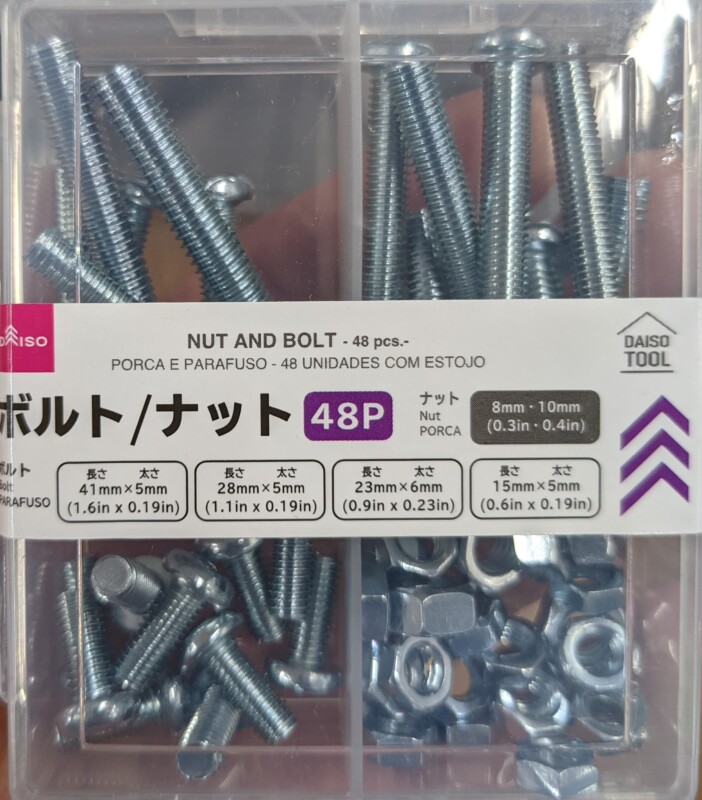 DAISO
NUT AND BOLT - 48 pcs.-
PORCA E PARAFUSO - 48 UNIDADES COM ESTOJO
DAISO
TOOL
ボルト/ナット 48P
ナット
Nut
PORCA
8mm・10mm
(0.3in・0.4in)
ボルト
Bolt
PARAFUSO
長さ 太さ
41mm×5mm
(1.6in x 0.19in)
長さ 太さ
28mm×5mm
(1.1in x 0.19in)
長さ 太さ
23mm×6mm
(0.9in x 0.23in)
長さ 太さ
15mm×5mm
(0.6in x 0.19in)